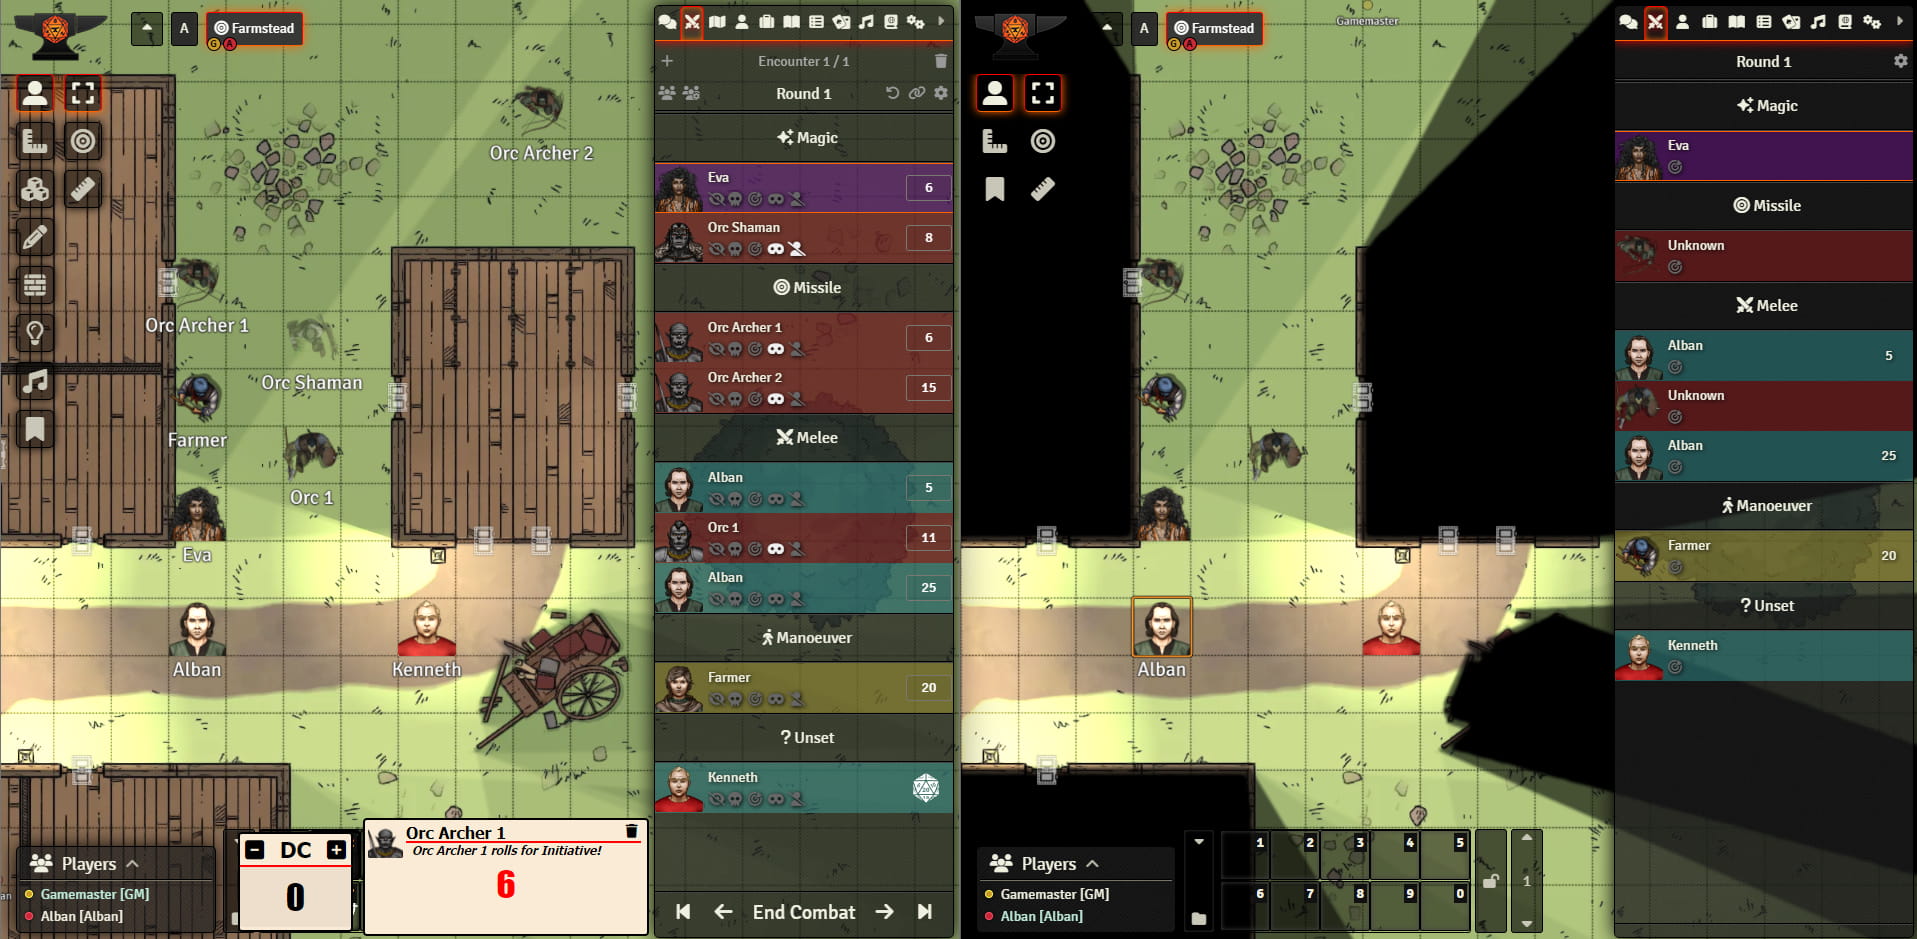 A
Farmstead
G A
Orc Archer 2
Orc Archer 1
Orc Shaman
Farmer
Orc 1
Eva
Alban
Kenneth
Players
Gamemaster [GM]
Alban [Alban]
DC
0
Orc Archer 1
Orc Archer 1 rolls for Initiative!
6
Encounter 1 / 1
Round 1
Magic
Eva
6
Orc Shaman
8
Missile
Orc Archer 1
6
Orc Archer 2
15
Melee
Alban
5
Orc 1
11
Alban
25
Manoeuver
Farmer
20
? Unset
Kenneth
End Combat
A
Farmstead
G A
Gamemaster
Alban
Players
Gamemaster [GM]
Alban [Alban]
1 2 3 4 5
6 7 8 9 0
1
Round 1
Magic
Eva
Missile
Unknown
Melee
Alban
5
Unknown
Alban
25
Manoeuver
Farmer
20
? Unset
Kenneth